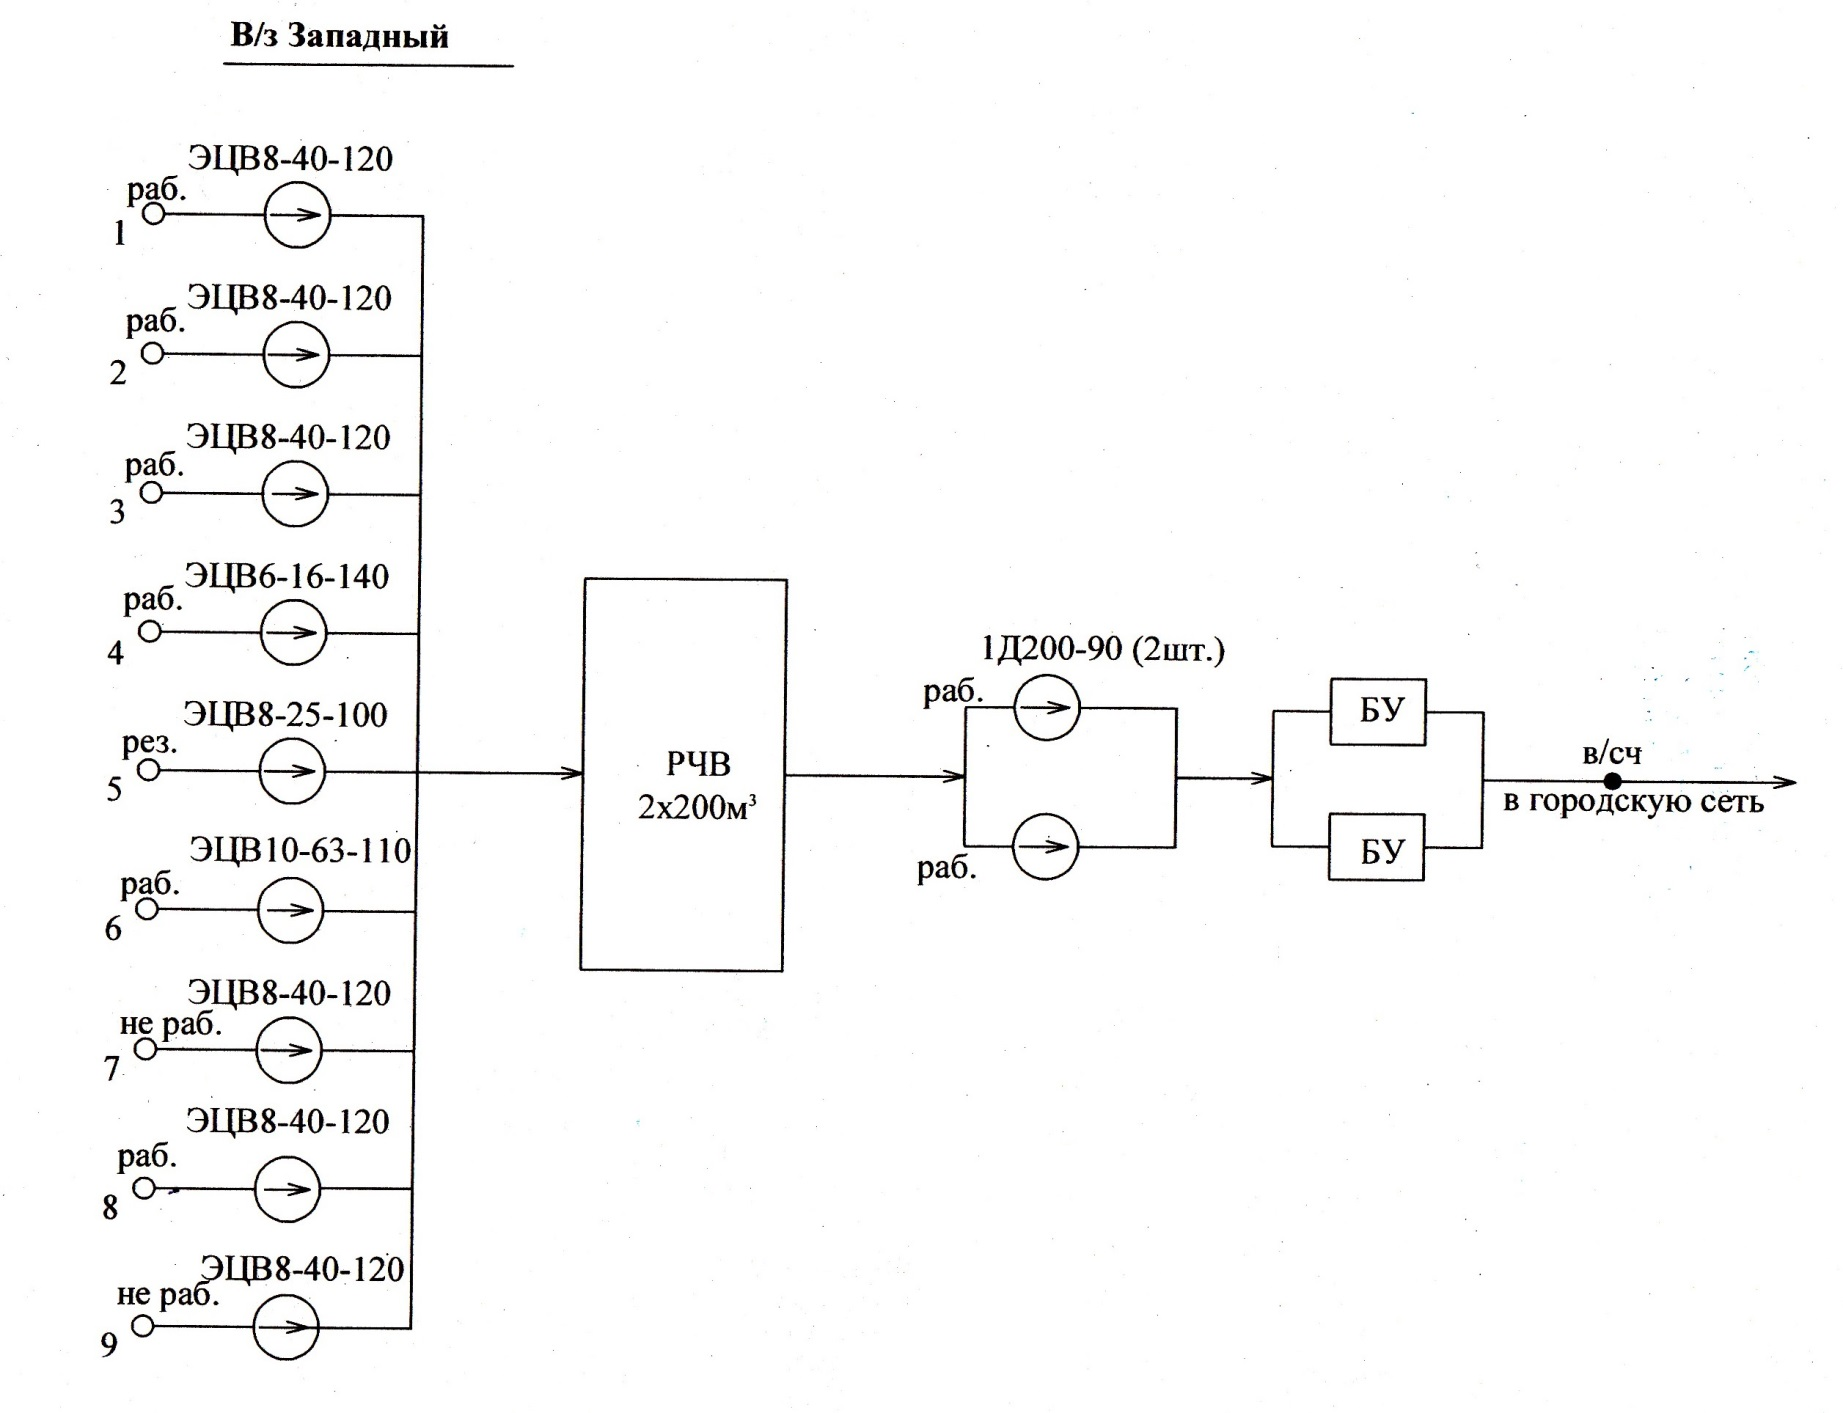 В/з Западный
ЭЦВ8-40-120
раб.
1
ЭЦВ8-40-120
раб.
2
ЭЦВ8-40-120
раб.
3
ЭЦВ6-16-140
раб.
4
ЭЦВ8-25-100
рез.
5
ЭЦВ10-63-110
раб.
6
ЭЦВ8-40-120
не раб.
7
ЭЦВ8-40-120
раб.
8
ЭЦВ8-40-120
не раб.
9
РЧВ
2х200м³
1Д200-90 (2шт.)
раб.
раб.
БУ
БУ
в/сч
в городскую сеть